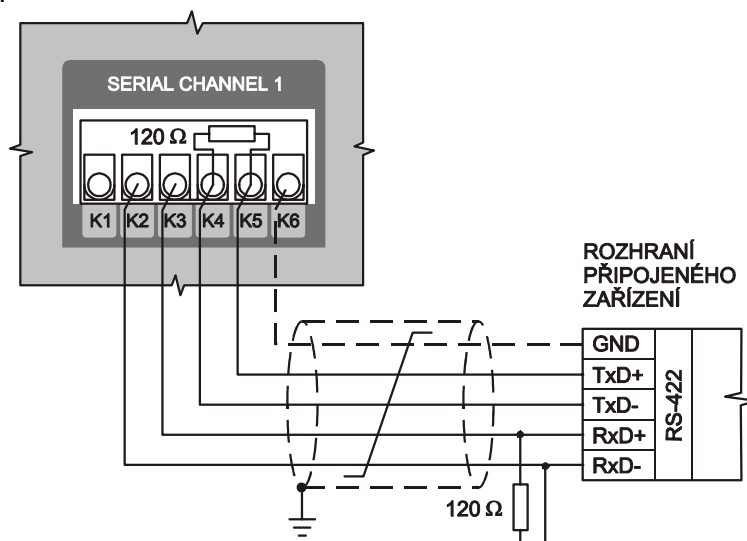 SERIAL CHANNEL 1
120 Ω
K1 K2 K3 K4 K5 K6
ROZHRANÍ
PŘIPOJENÉHO
ZAŘÍZENÍ
GND
TxD+
TxD-
RxD+
RxD-
RS-422
120 Ω